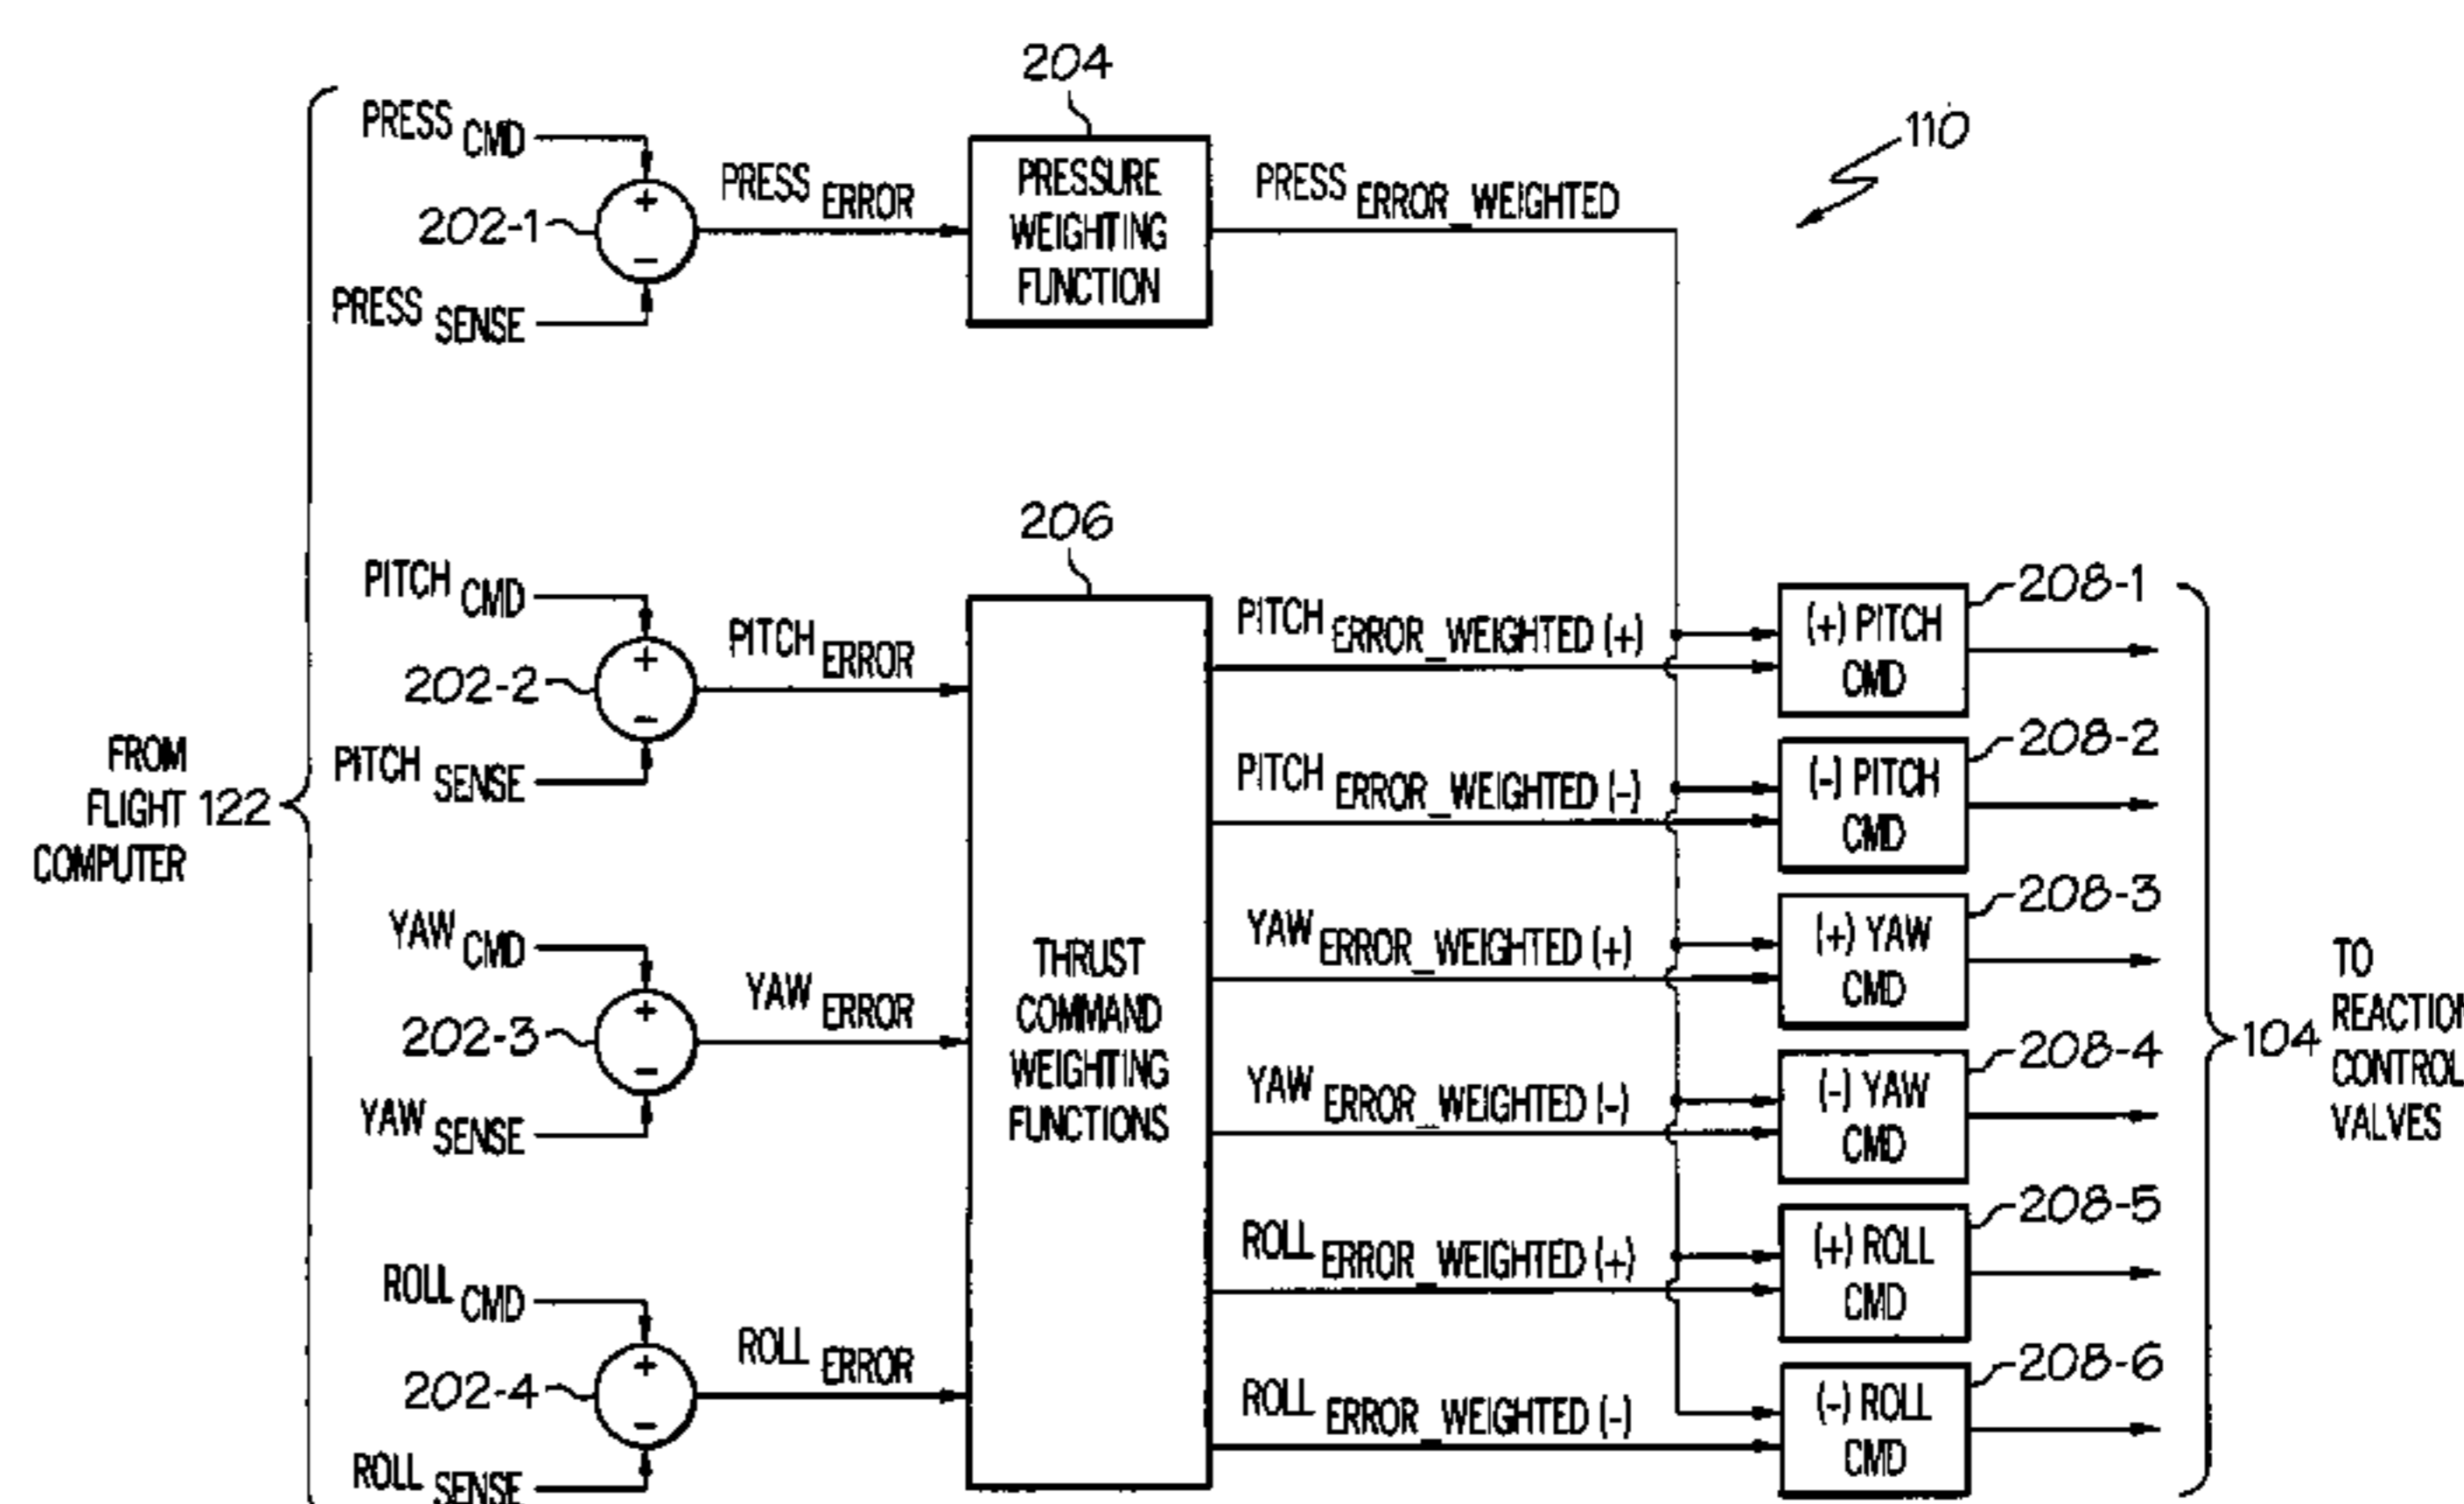 204
110
PRESS CMD
PRESS ERROR
PRESSURE
WEIGHTING
FUNCTION
PRESS ERROR_WEIGHTED
202-1
+
−
PRESS SENSE
206
PITCH CMD
PITCH ERROR
202-2
+
−
PITCH SENSE
FROM
FLIGHT 122
COMPUTER
YAW CMD
YAW ERROR
202-3
+
−
YAW SENSE
ROLL CMD
ROLL ERROR
202-4
+
−
ROLL SENSE
THRUST
COMMAND
WEIGHTING
FUNCTIONS
PITCH ERROR_WEIGHTED (+)
PITCH ERROR_WEIGHTED (-)
YAW ERROR_WEIGHTED (+)
YAW ERROR_WEIGHTED (-)
ROLL ERROR_WEIGHTED (+)
ROLL ERROR_WEIGHTED (-)
208-1
(+) PITCH
CMD
208-2
(-) PITCH
CMD
208-3
(+) YAW
CMD
208-4
(-) YAW
CMD
208-5
(+) ROLL
CMD
208-6
(-) ROLL
CMD
104
TO
REACTION
CONTROL
VALVES